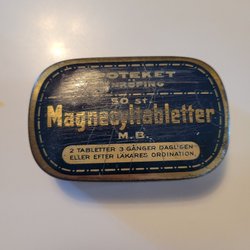 APOTEKET
50 ST.
Magnecyltabletter
M.B.
2 TABLETTER 3 GÅNGER DAGLIGEN
ELLER EFTER LÄKARES ORDINATION.